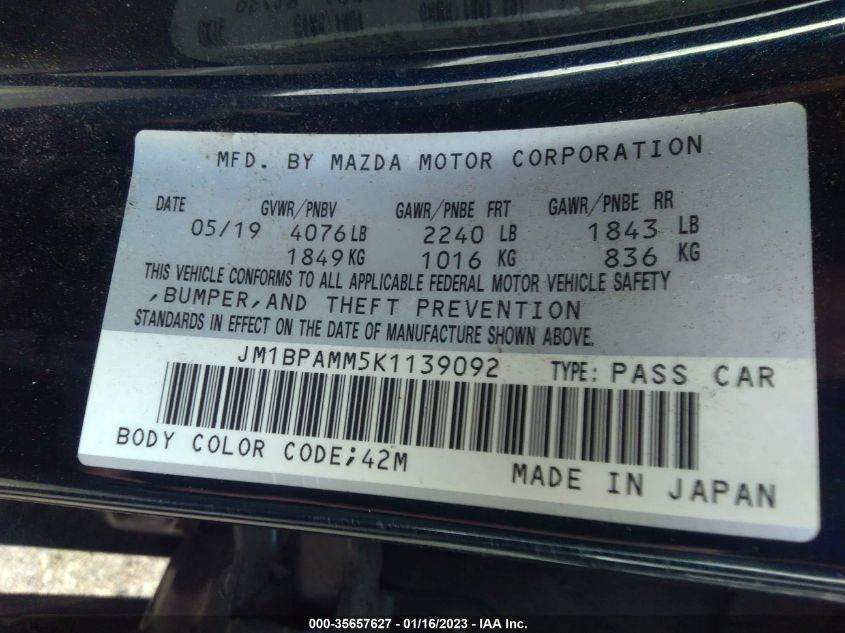 MFD. BY MAZDA MOTOR CORPORATION
DATE GVWR/PNBV GAWR/PNBE FRT GAWR/PNBE RR
05/19 4076LB 2240 LB 1843 LB
1849KG 1016 KG 836 KG
THIS VEHICLE CONFORMS TO ALL APPLICABLE FEDERAL MOTOR VEHICLE SAFETY
,BUMPER,AND THEFT PREVENTION
STANDARDS IN EFFECT ON THE DATE OF MANUFACTURE SHOWN ABOVE.
JM1BPAMM5K1139092 TYPE: PASS CAR
BODY COLOR CODE;42M
MADE IN JAPAN
000-35657627 - 01/16/2023 - IAA Inc.